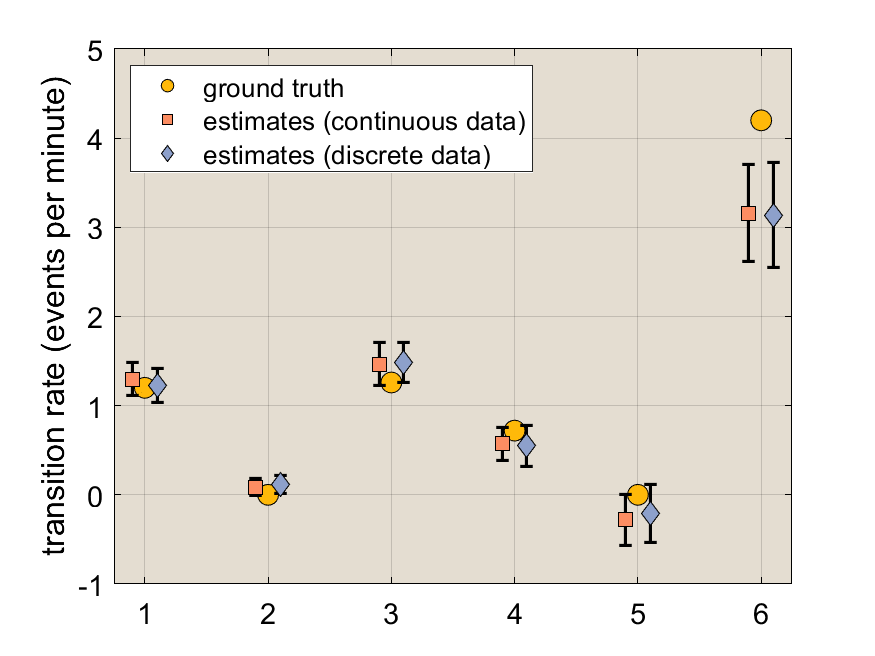 5
4
3
2
1
0
-1
transition rate (events per minute)
ground truth
estimates (continuous data)
estimates (discrete data)
1 2 3 4 5 6